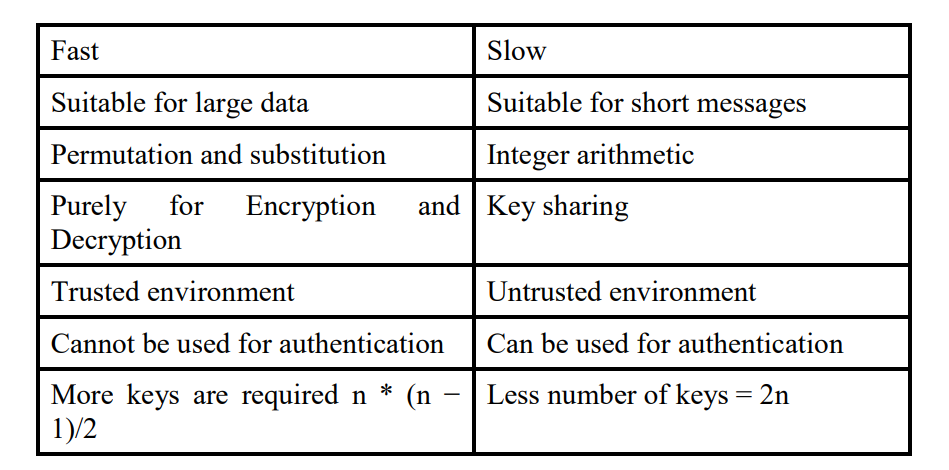 Fast
Slow
Suitable for large data
Suitable for short messages
Permutation and substitution
Integer arithmetic
Purely for Encryption and
Decryption
Key sharing
Trusted environment
Untrusted environment
Cannot be used for authentication
Can be used for authentication
More keys are required n * (n −
1)/2
Less number of keys = 2n